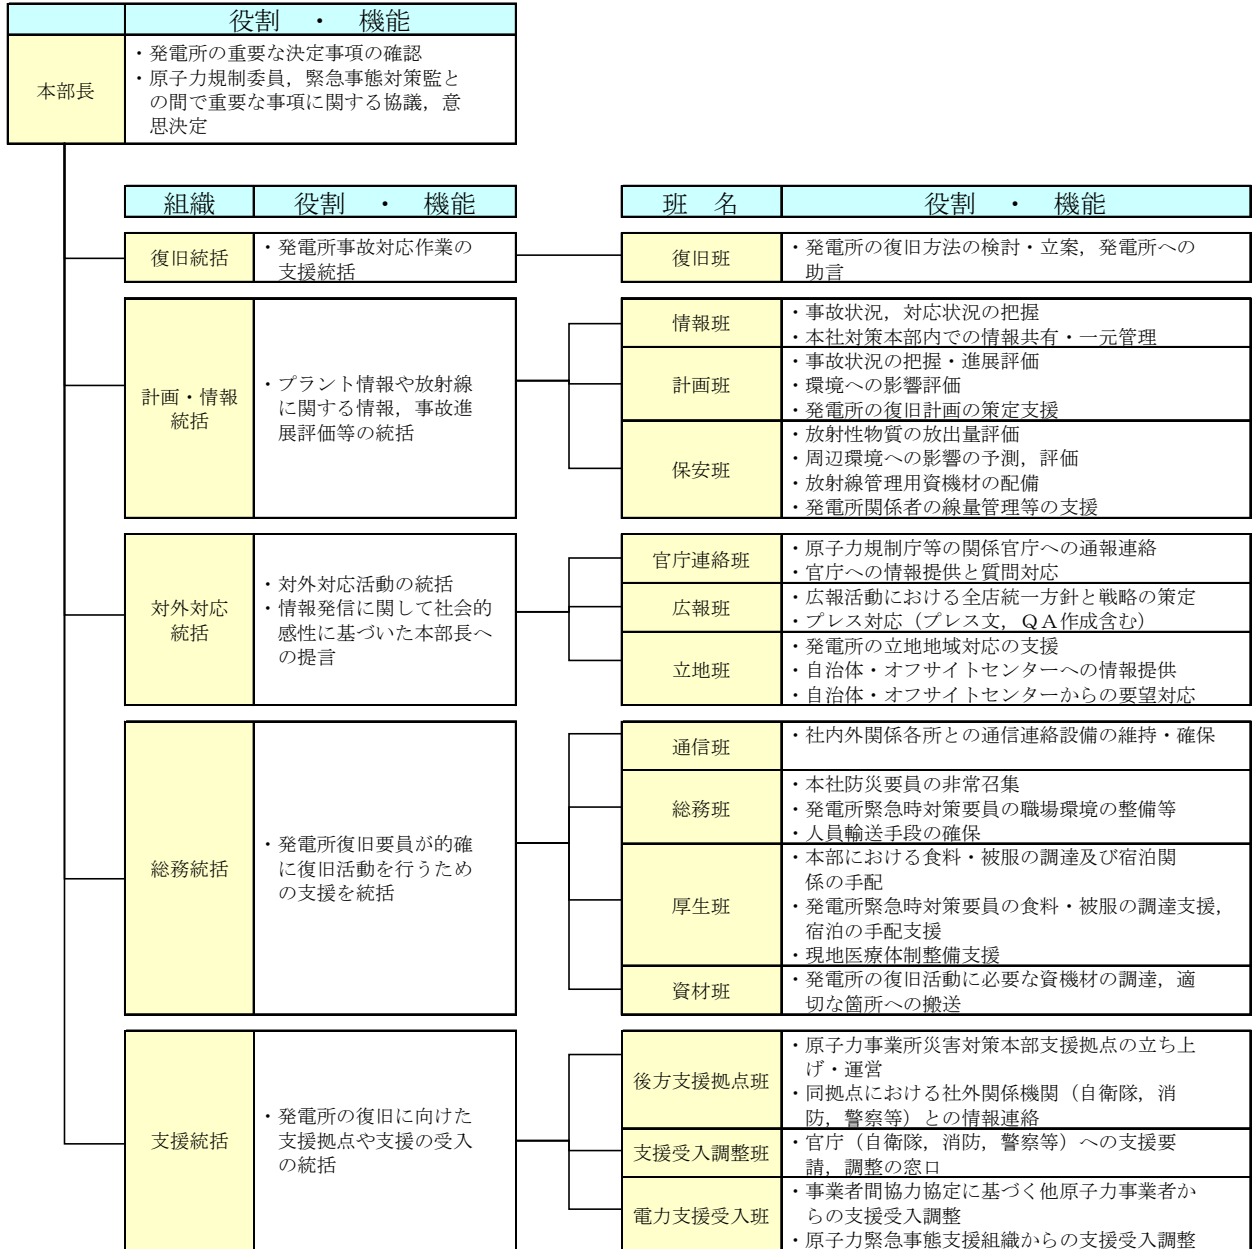 役割 ・ 機能
本部長
・発電所の重要な決定事項の確認
・原子力規制委員，緊急事態対策監と
の間で重要な事項に関する協議，意
思決定
組織
役割 ・ 機能
班 名
役割 ・ 機能
復旧統括
・発電所事故対応作業の
支援統括
復旧班
・発電所の復旧方法の検討・立案，発電所への
助言
計画・情報
統括
・プラント情報や放射線
に関する情報，事故進
展評価等の統括
情報班
・事故状況，対応状況の把握
・本社対策本部内での情報共有・一元管理
計画班
・事故状況の把握・進展評価
・環境への影響評価
・発電所の復旧計画の策定支援
保安班
・放射性物質の放出量評価
・周辺環境への影響の予測，評価
・放射線管理用資機材の配備
・発電所関係者の線量管理等の支援
対外対応
統括
・対外対応活動の統括
・情報発信に関して社会的
感性に基づいた本部長へ
の提言
官庁連絡班
・原子力規制庁等の関係官庁への通報連絡
・官庁への情報提供と質問対応
広報班
・広報活動における全店統一方針と戦略の策定
・プレス対応（プレス文，ＱＡ作成含む）
立地班
・発電所の立地地域対応の支援
・自治体・オフサイトセンターへの情報提供
・自治体・オフサイトセンターからの要望対応
総務統括
・発電所復旧要員が的確
に復旧活動を行うため
の支援を統括
通信班
・社内外関係各所との通信連絡設備の維持・確保
総務班
・本社防災要員の非常召集
・発電所緊急時対策要員の職場環境の整備等
・人員輸送手段の確保
厚生班
・本部における食料・被服の調達及び宿泊関
係の手配
・発電所緊急時対策要員の食料・被服の調達支援，
宿泊の手配支援
・現地医療体制整備支援
資材班
・発電所の復旧活動に必要な資機材の調達，適
切な箇所への搬送
支援統括
・発電所の復旧に向けた
支援拠点や支援の受入
の統括
後方支援拠点班
・原子力事業所災害対策本部支援拠点の立ち上
げ・運営
・同拠点における社外関係機関（自衛隊，消
防，警察等）との情報連絡
支援受入調整班
・官庁（自衛隊，消防，警察等）への支援要
請，調整の窓口
電力支援受入班
・事業者間協力協定に基づく他原子力事業者か
らの支援受入調整
・原子力緊急事態支援組織からの支援受入調整